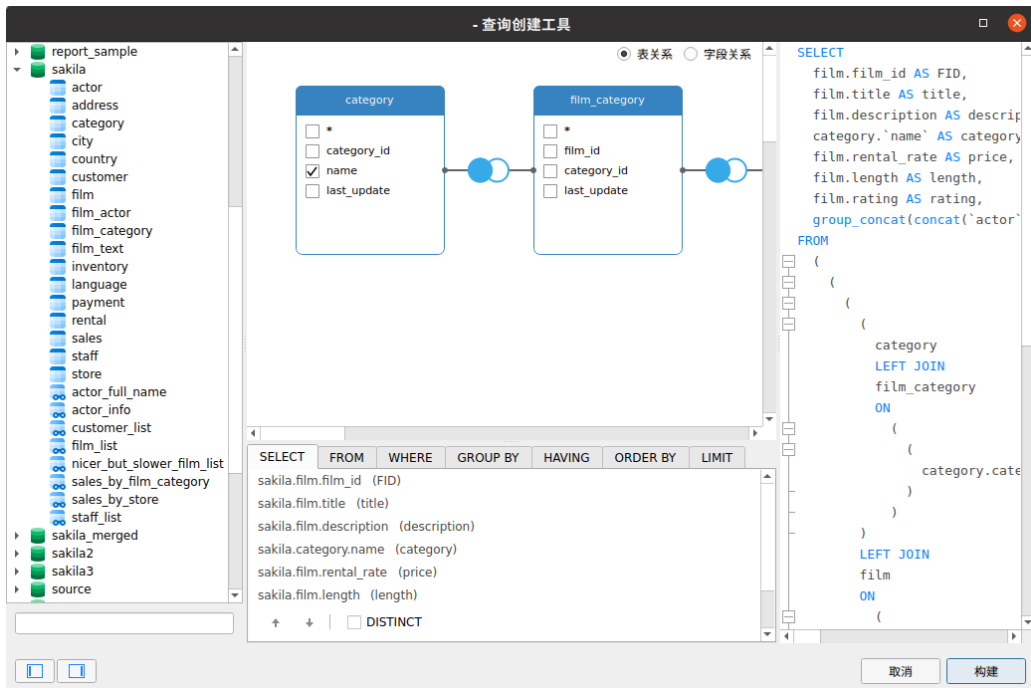 - 查询创建工具
report_sample
sakila
actor
address
category
city
country
customer
film
film_actor
film_category
film_text
inventory
language
payment
rental
sales
staff
store
actor_full_name
actor_info
customer_list
film_list
nicer_but_slower_film_list
sales_by_film_category
sales_by_store
staff_list
sakila_merged
sakila2
sakila3
source
表关系 字段关系
category
*
category_id
name
last_update
film_category
*
film_id
category_id
last_update
SELECT FROM WHERE GROUP BY HAVING ORDER BY LIMIT
sakila.film.film_id (FID)
sakila.film.title (title)
sakila.film.description (description)
sakila.category.name (category)
sakila.film.rental_rate (price)
sakila.film.length (length)
DISTINCT
SELECT
film.film_id AS FID,
film.title AS title,
film.description AS descrip
category.`name` AS category
film.rental_rate AS price,
film.length AS length,
film.rating AS rating,
group_concat(concat(`actor`
FROM
(
(
(
(
category
LEFT JOIN
film_category
ON
(
(
category.cate
)
)
)
LEFT JOIN
film
ON
(
取消 构建